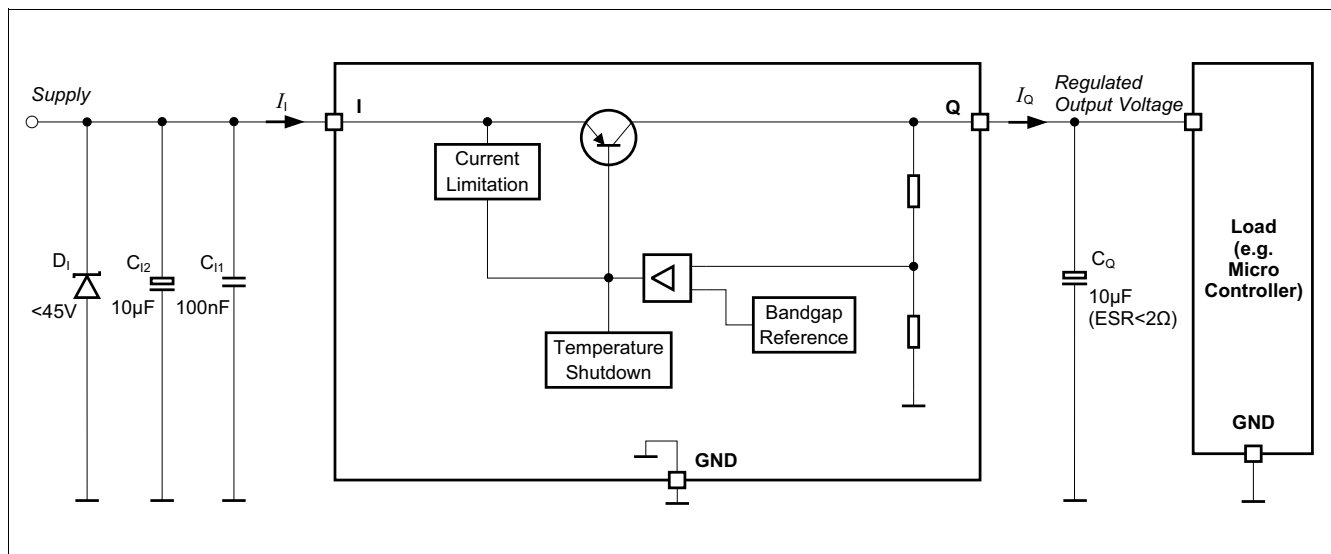 Supply
I_I
I
Q
I_Q
Regulated
Output Voltage
Current
Limitation
D_I
<45V
C_I2
10µF
C_I1
100nF
Bandgap
Reference
Temperature
Shutdown
GND
C_Q
10µF
(ESR<2Ω)
Load
(e.g.
Micro
Controller)
GND